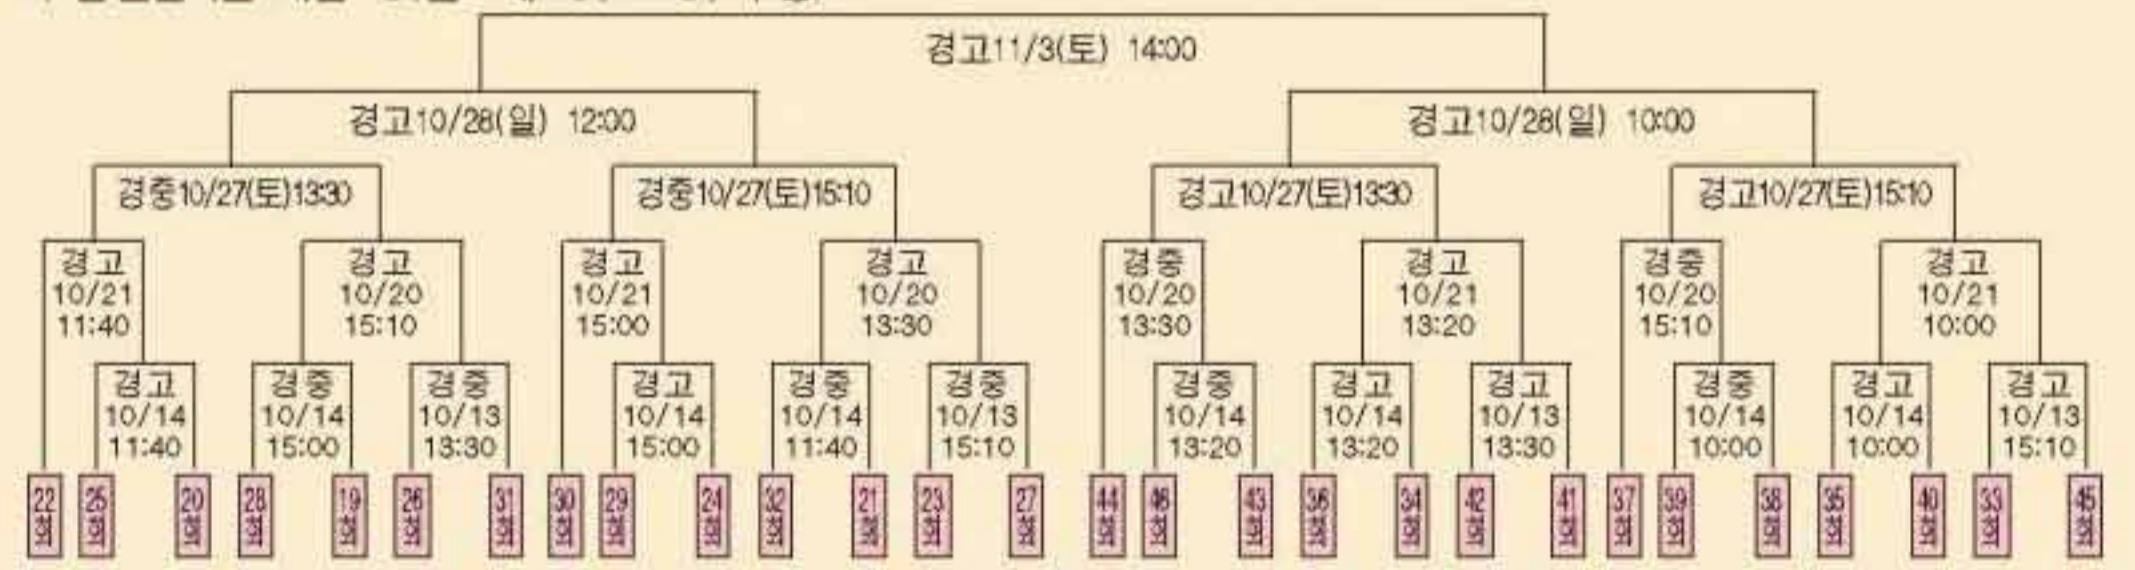 경고11/3(토) 14:00
경고10/28(일) 12:00
경고10/28(일) 10:00
경중10/27(토)13:30
경중10/27(토)15:10
경고10/27(토)13:30
경고10/27(토)15:10
경고 10/21 11:40
경고 10/20 15:10
경고 10/21 15:00
경고 10/20 13:30
경중 10/20 13:30
경고 10/21 13:20
경중 10/20 15:10
경고 10/21 10:00
경고 10/14 11:40
경중 10/14 15:00
경중 10/13 13:30
경고 10/14 15:00
경중 10/14 11:40
경중 10/13 15:10
경중 10/14 13:20
경고 10/14 13:20
경고 10/13 13:30
경중 10/14 10:00
경고 10/14 10:00
경고 10/13 15:10
22회 25회 20회 28회 19회 26회 31회 30회 29회 24회 32회 21회 23회 27회 44회 46회 43회 36회 34회 42회 41회 37회 39회 38회 35회 40회 33회 45회